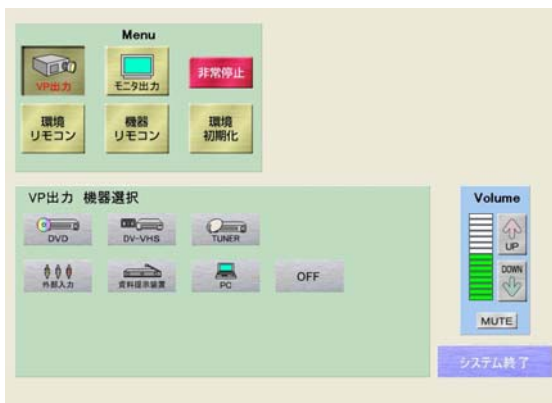 Menu
VP出力
モニタ出力
非常停止
環境
リモコン
機器
リモコン
環境
初期化
VP出力 機器選択
DVD
DV-VHS
TUNER
外部入力
資料提示装置
PC
OFF
Volume
UP
DOWN
MUTE
システム終了